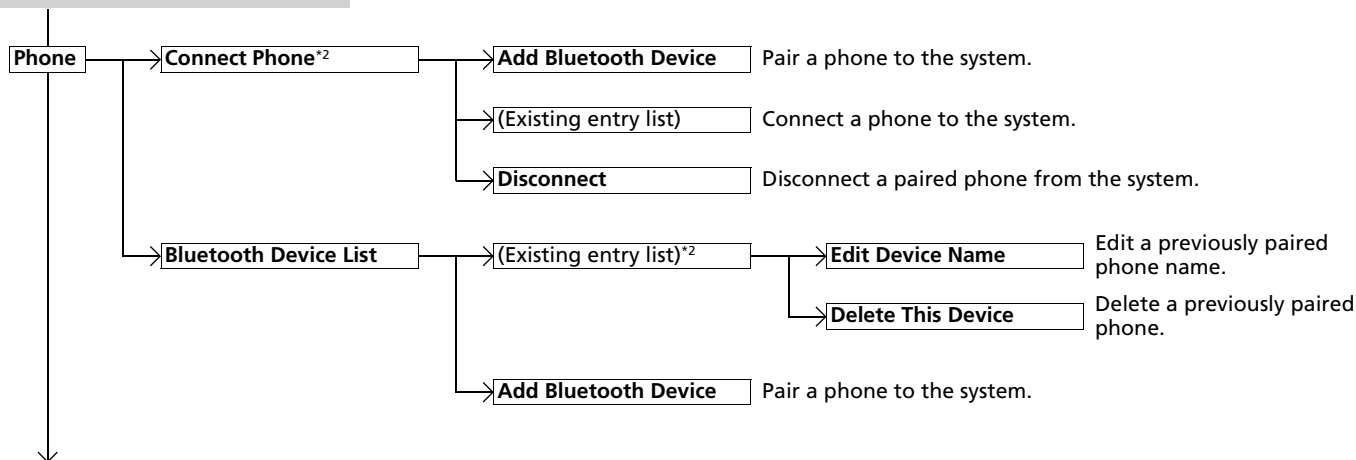 Phone
Connect Phone*2
Add Bluetooth Device
Pair a phone to the system.
(Existing entry list)
Connect a phone to the system.
Disconnect
Disconnect a paired phone from the system.
Bluetooth Device List
(Existing entry list)*2
Edit Device Name
Edit a previously paired
phone name.
Delete This Device
Delete a previously paired
phone.
Add Bluetooth Device
Pair a phone to the system.